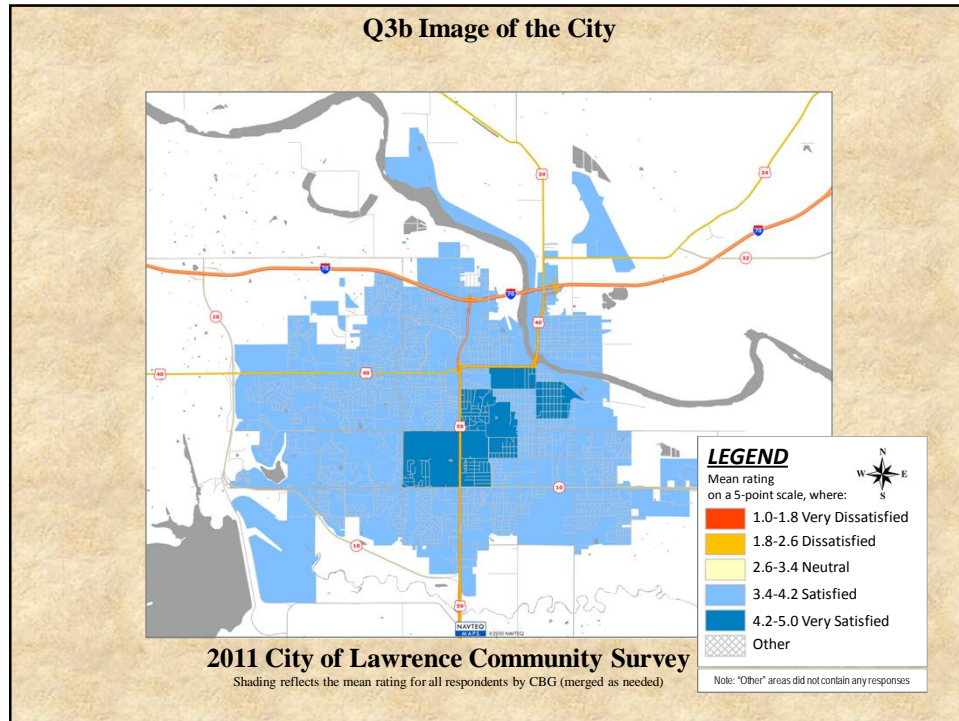 Q3b Image of the City
24
24
70
32
70
70
10
40
40
40
59
10
10
59
NAVTEQ
MAPS
©2010 NAVTEQ
LEGEND
Mean rating
on a 5-point scale, where:
N
W E
S
1.0-1.8 Very Dissatisfied
1.8-2.6 Dissatisfied
2.6-3.4 Neutral
3.4-4.2 Satisfied
4.2-5.0 Very Satisfied
Other
2011 City of Lawrence Community Survey
Shading reflects the mean rating for all respondents by CBG (merged as needed)
Note: "Other" areas did not contain any responses